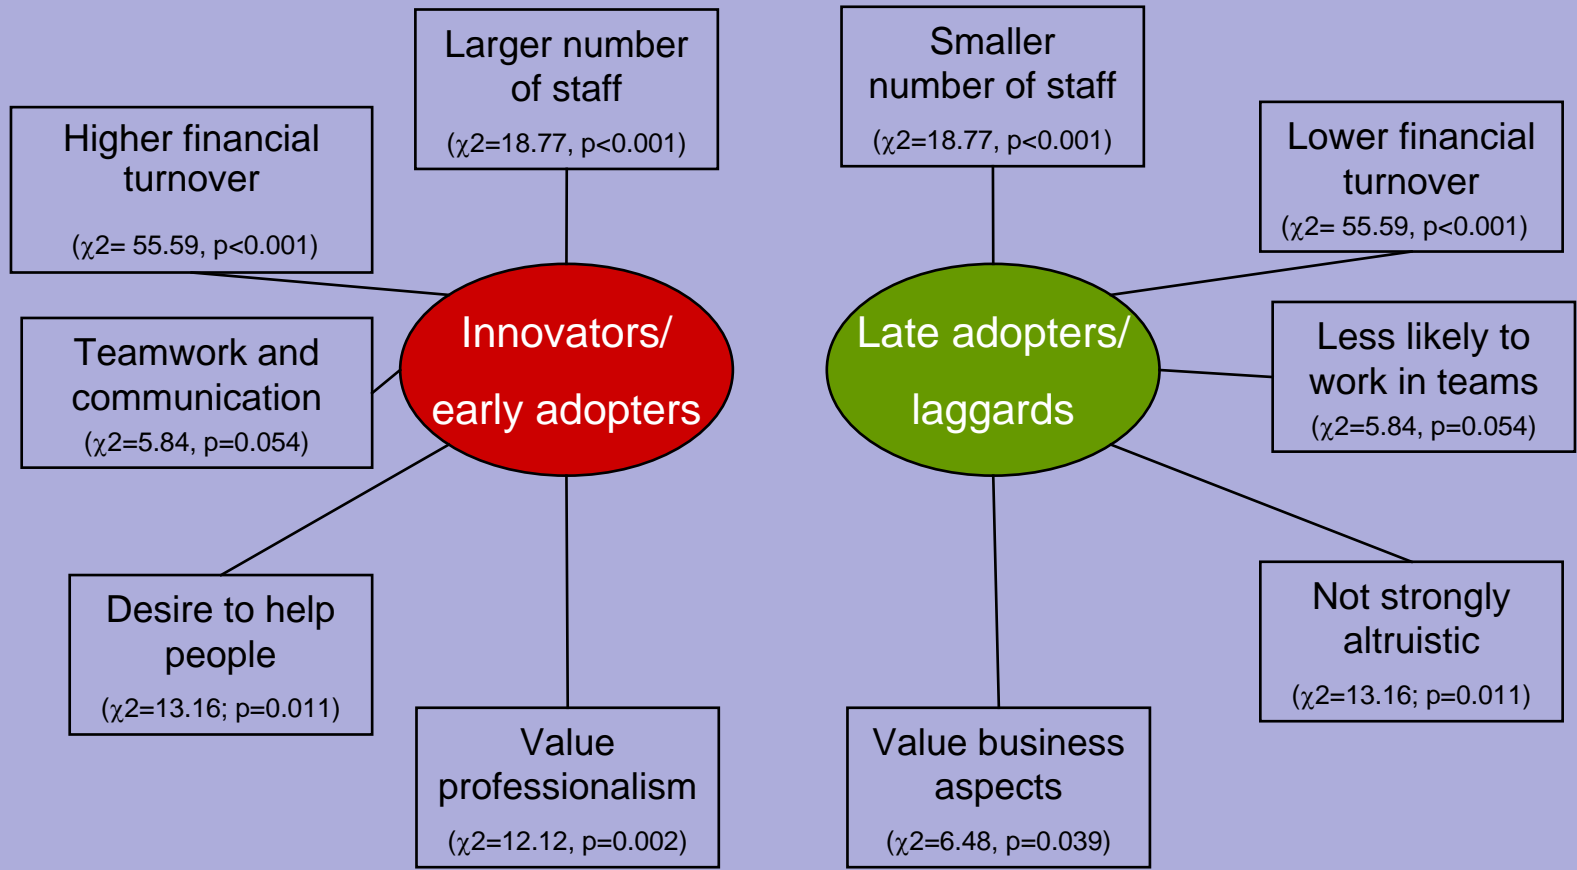 Larger number
of staff
(χ2=18.77, p<0.001)
Smaller
number of staff
(χ2=18.77, p<0.001)
Higher financial
turnover
(χ2= 55.59, p<0.001)
Lower financial
turnover
(χ2= 55.59, p<0.001)
Innovators/
early adopters
Late adopters/
laggards
Teamwork and
communication
(χ2=5.84, p=0.054)
Less likely to
work in teams
(χ2=5.84, p=0.054)
Desire to help
people
(χ2=13.16; p=0.011)
Not strongly
altruistic
(χ2=13.16; p=0.011)
Value
professionalism
(χ2=12.12, p=0.002)
Value business
aspects
(χ2=6.48, p=0.039)